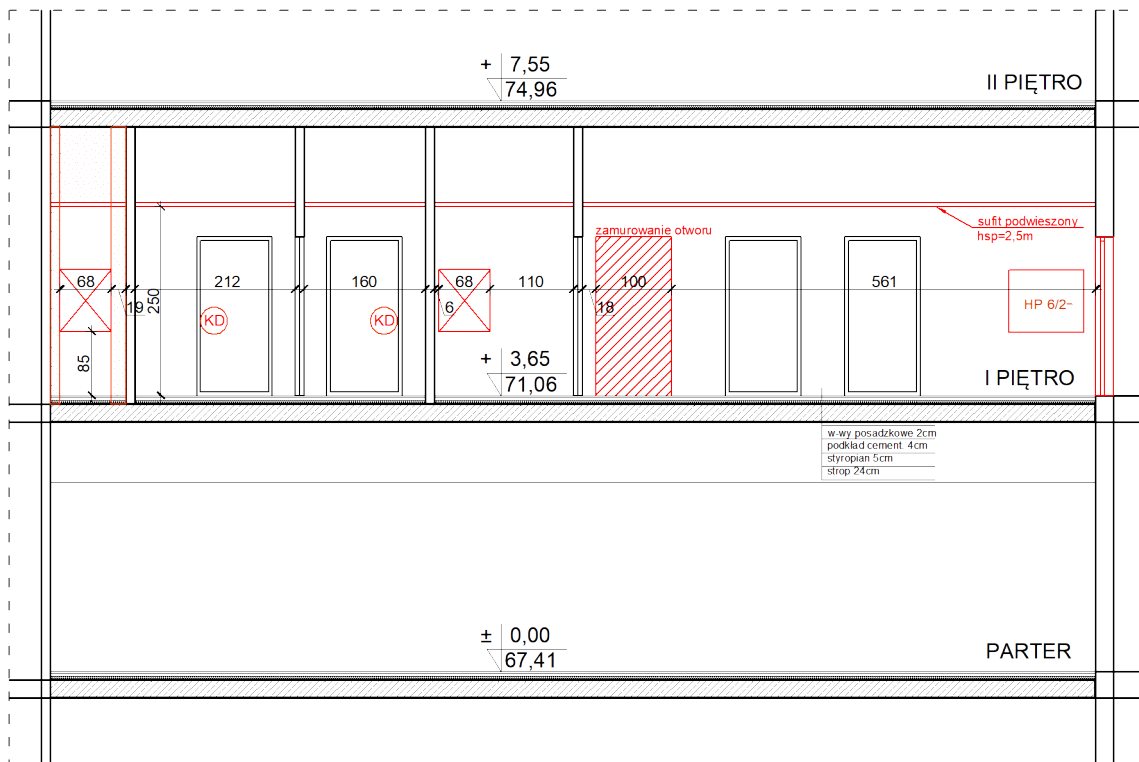 + 7,55
74,96
II PIĘTRO
sufit podwieszony
hsp=2,5m
zamurowanie otworu
68
19
250
212
160
68
6
110
18
100
561
KD
KD
HP 6/2~
85
+ 3,65
71,06
I PIĘTRO
w-wy posadzkowe 2cm
podkład cement. 4cm
styropian 5cm
strop 24cm
± 0,00
67,41
PARTER